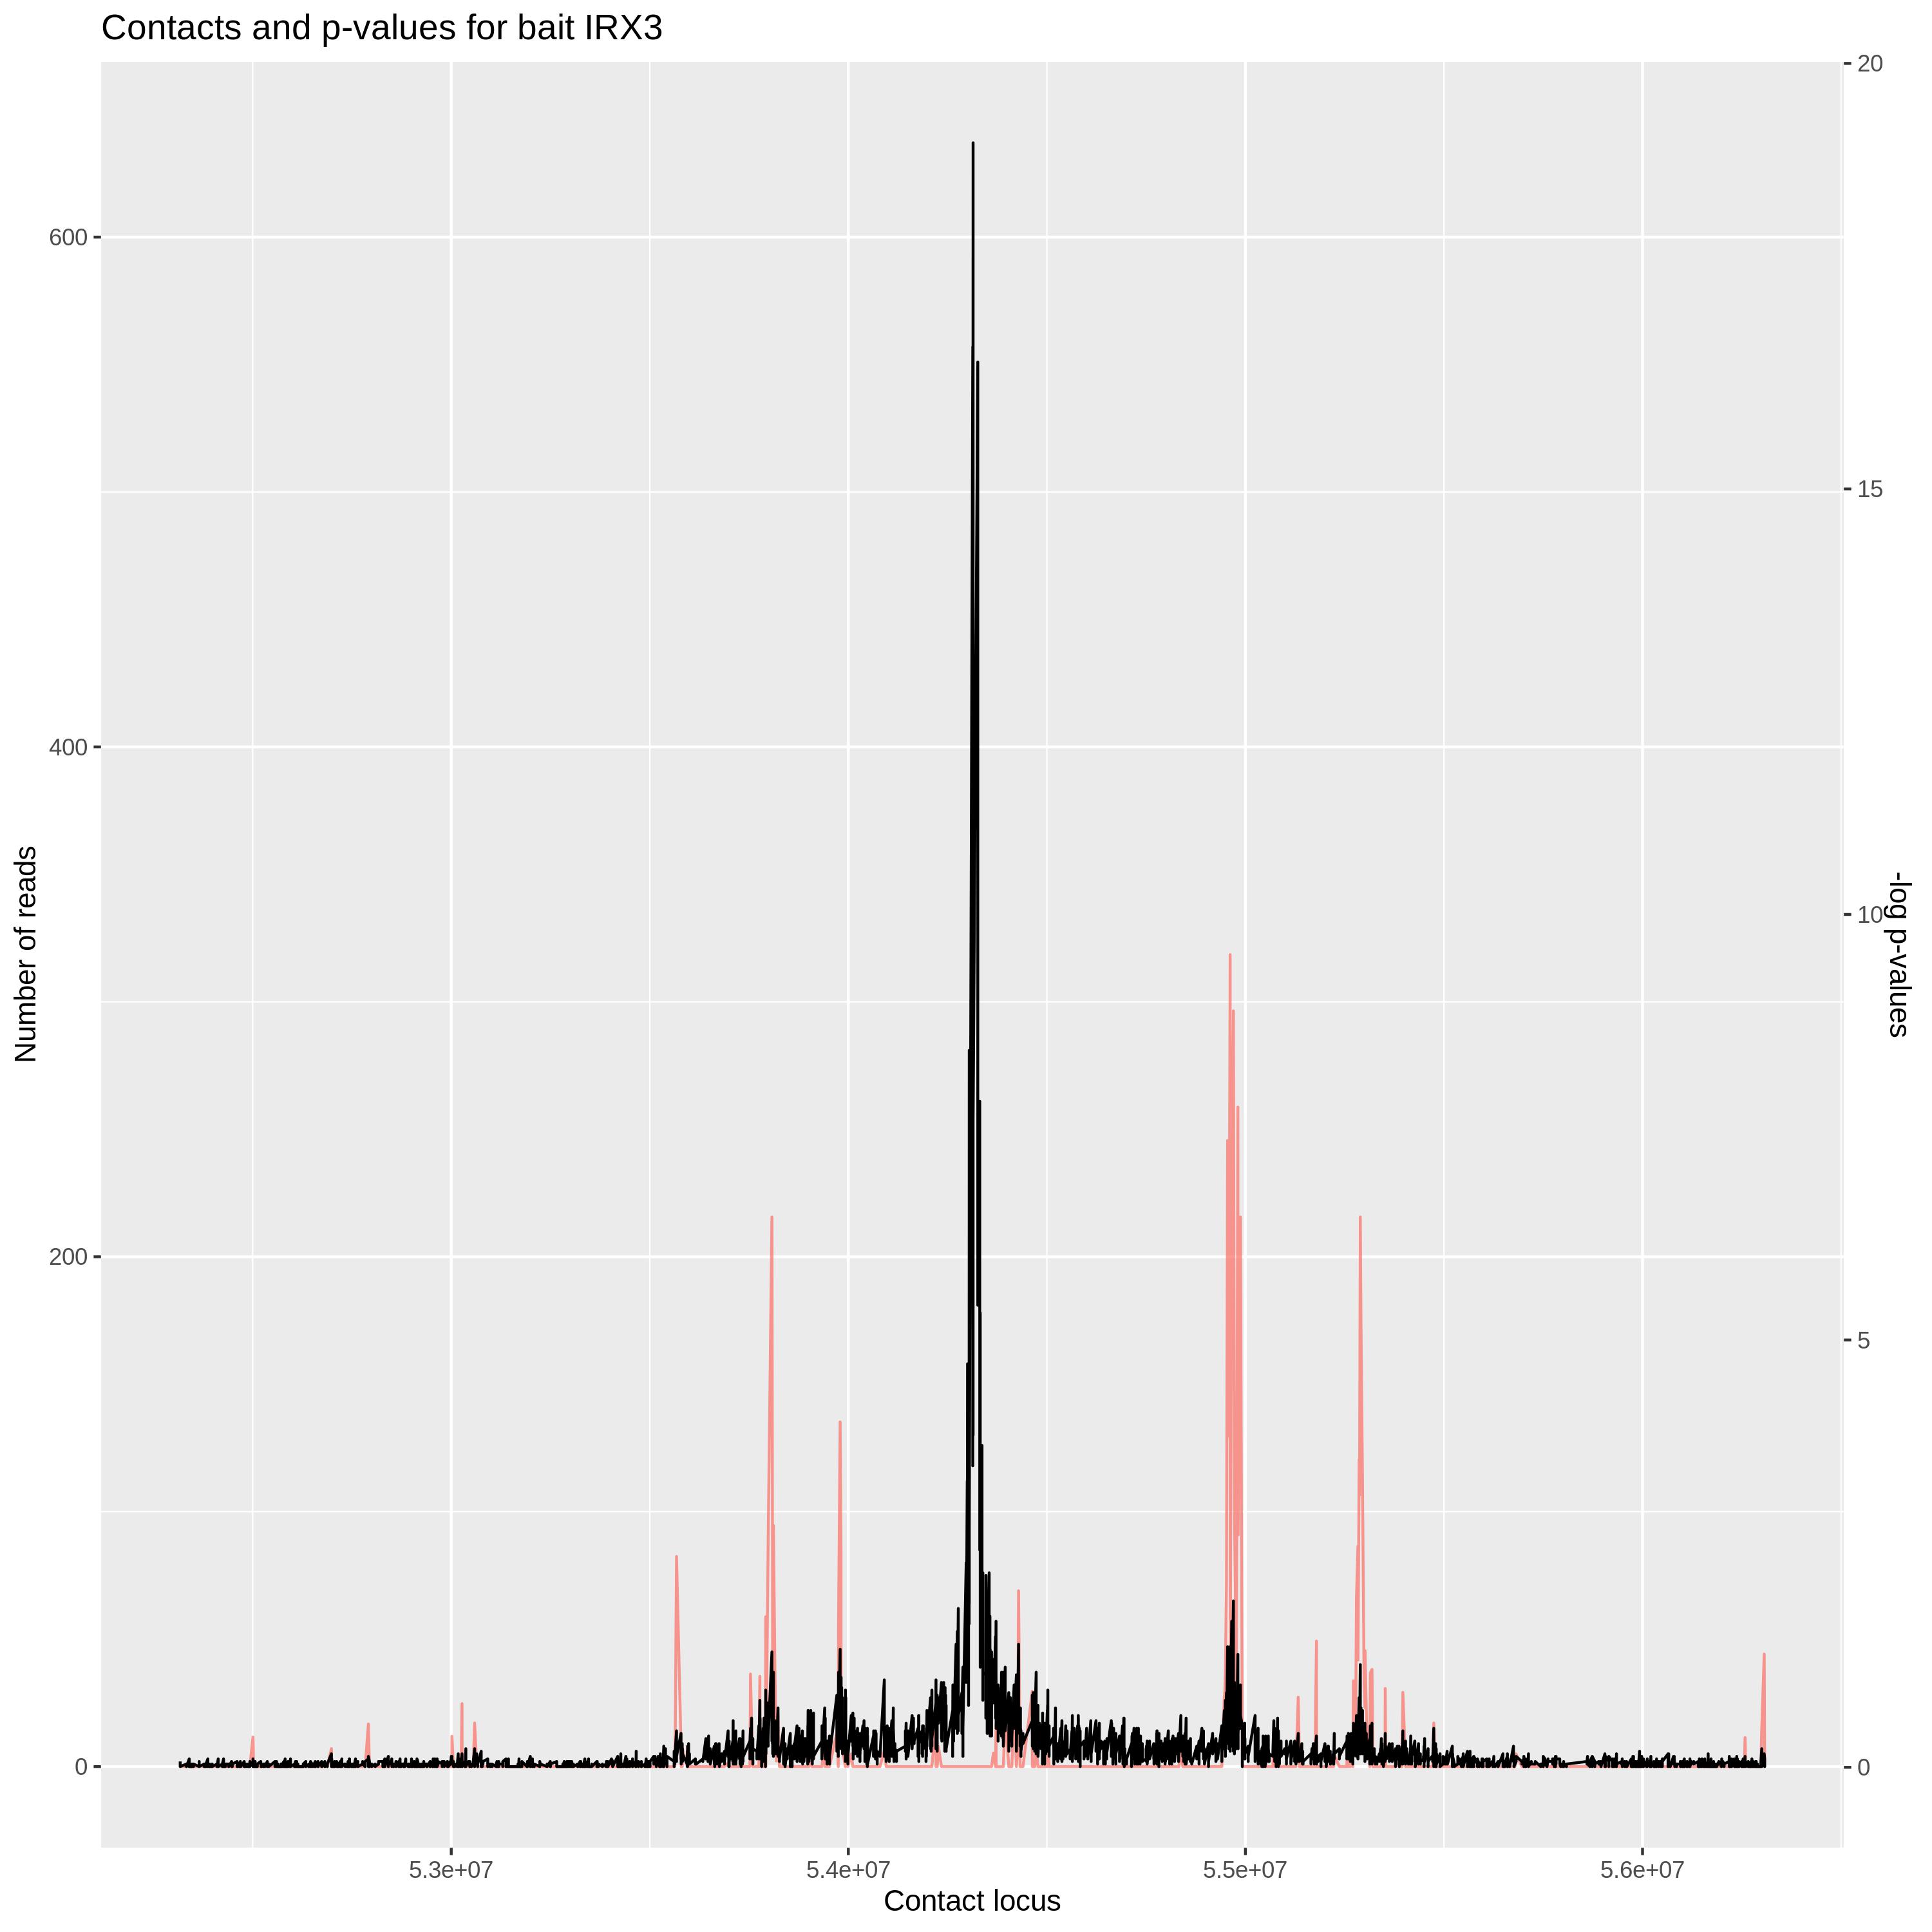 Contacts and p-values for bait IRX3
20
600
15
400
10
200
5
0
0
Number of reads
-log p-values
5.3e+07
5.4e+07
5.5e+07
5.6e+07
Contact locus